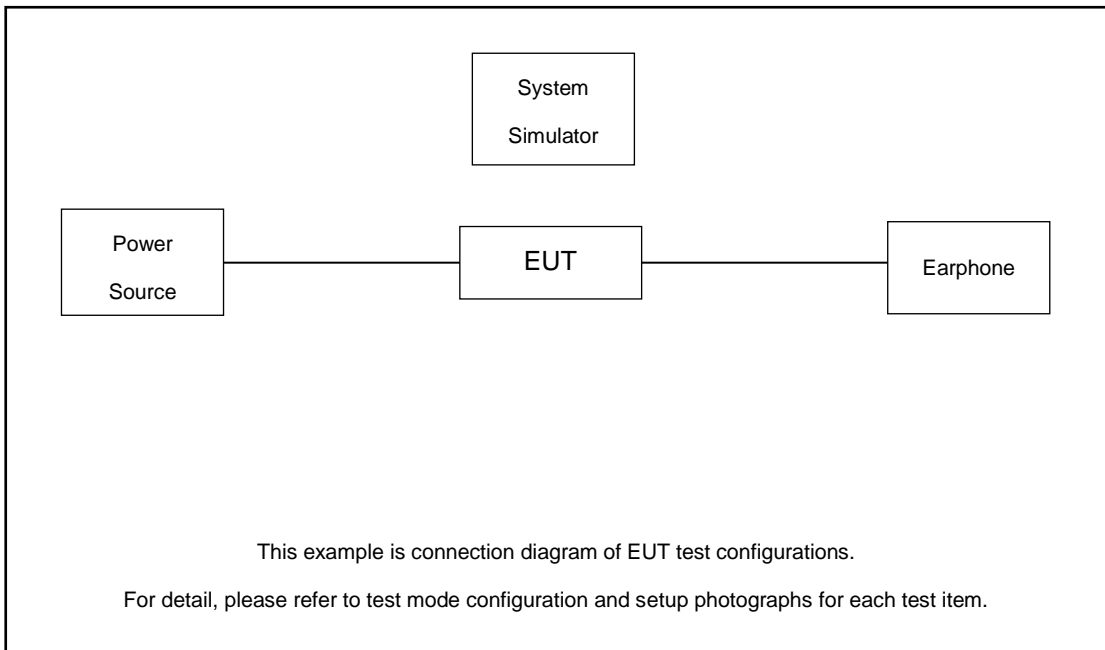 System
Simulator
Power
Source
EUT
Earphone
This example is connection diagram of EUT test configurations.
For detail, please refer to test mode configuration and setup photographs for each test item.